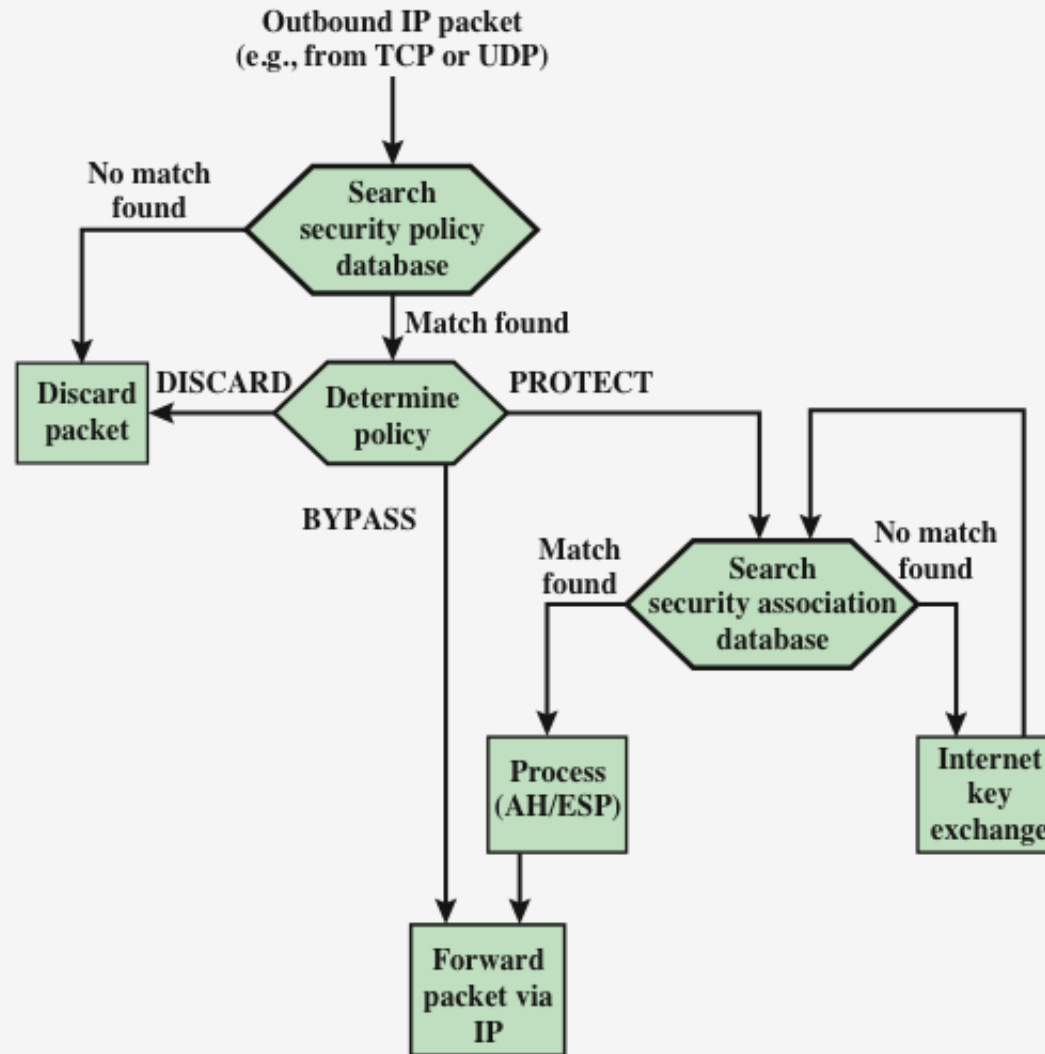 Outbound IP packet
(e.g., from TCP or UDP)
No match
found
Search
security policy
database
Match found
Discard
packet
DISCARD
Determine
policy
PROTECT
BYPASS
Match
found
Search
security association
database
No match
found
Process
(AH/ESP)
Internet
key
exchange
Forward
packet via
IP